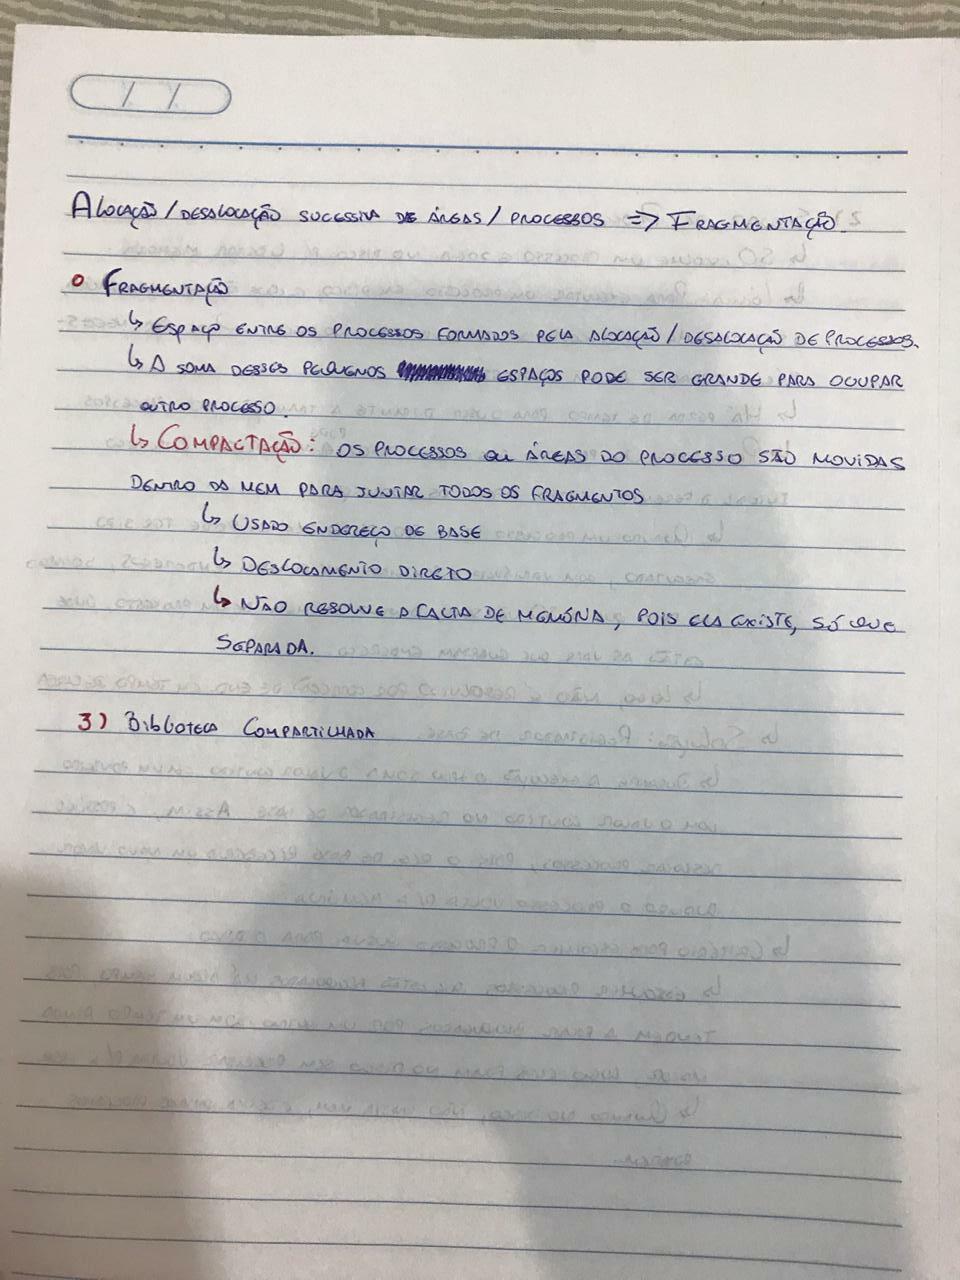 Alocação/desalocação sucessiva de áreas/processos => Fragmentação.
o Fragmentação
↳ Espaço entre os processos formados pela alocação/desalocação de processos.
↳ A soma desses pequenos espaços pode ser grande para ocupar
outro processo.
↳ Compactação: os processos ou áreas do processo são movidas
dentro da mem para juntar todos os fragmentos
↳ Usado endereço de base
↳ Deslocamento direto
↳ Não resolve a falta de memória, pois ela existe, só que
separada.
3) Biblioteca Compartilhada